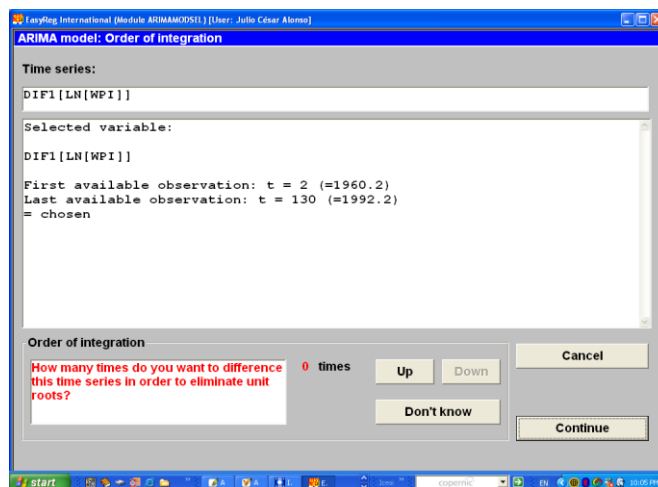 EasyReg International (Module ARIMAMODSEL) [User: Julio César Alonso]
ARIMA model: Order of integration
Time series:
DIF1[LN[WPI]]
Selected variable:
DIF1[LN[WPI]]
First available observation: t = 2 (=1960.2)
Last available observation: t = 130 (=1992.2)
= chosen
Order of integration
How many times do you want to difference
this time series in order to eliminate unit
roots?
0 times
Up
Down
Don't know
Cancel
Continue
start
copernic
EN
10:05 PM